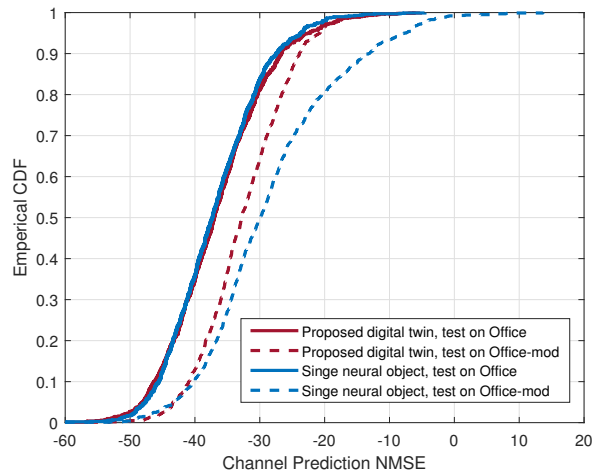 1
0.9
0.8
0.7
0.6
0.5
0.4
0.3
0.2
0.1
0
Emperical CDF
Proposed digital twin, test on Office
Proposed digital twin, test on Office-mod
Singe neural object, test on Office
Singe neural object, test on Office-mod
-60 -50 -40 -30 -20 -10 0 10 20
Channel Prediction NMSE